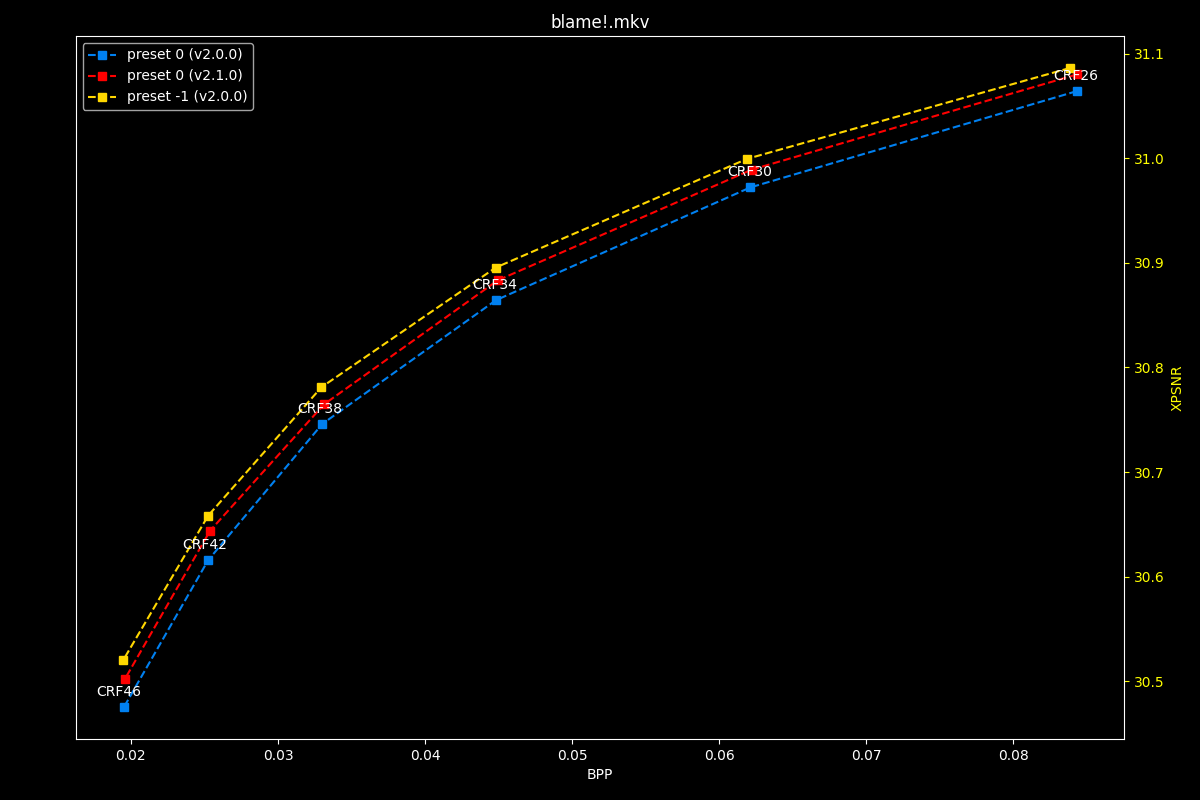 blame!.mkv
preset 0 (v2.0.0)
preset 0 (v2.1.0)
preset -1 (v2.0.0)
CRF26
CRF30
CRF34
CRF38
CRF42
CRF46
31.1
31.0
30.9
30.8
30.7
30.6
30.5
XPSNR
0.02 0.03 0.04 0.05 0.06 0.07 0.08
BPP